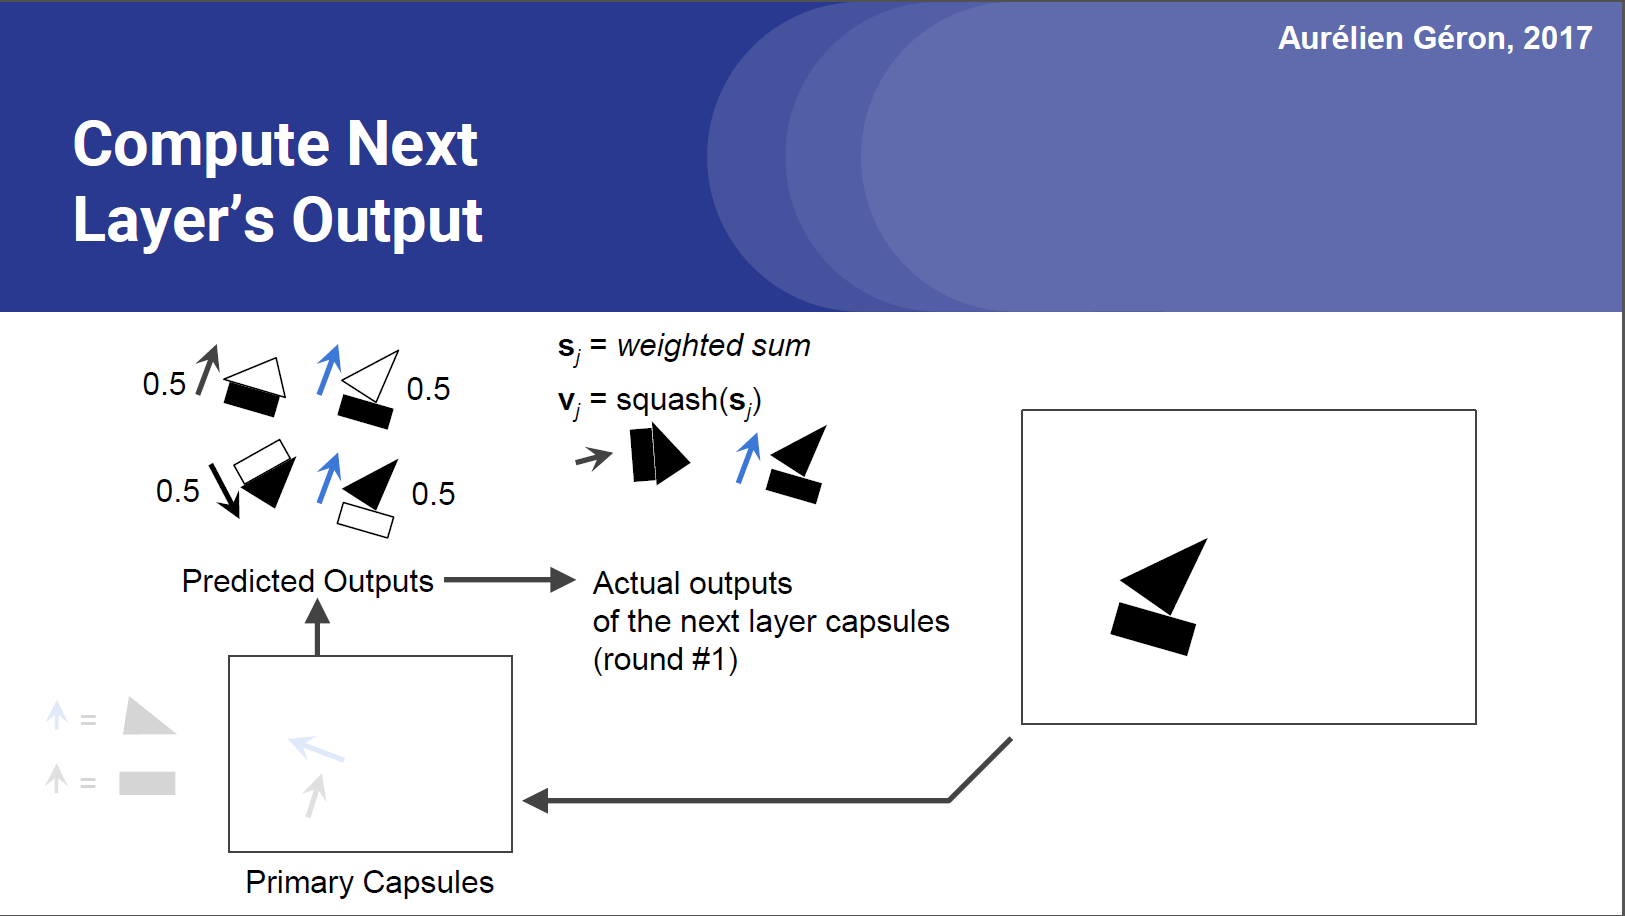 Aurélien Géron, 2017
Compute Next
Layer’s Output
0.5
0.5
0.5
0.5
sj = weighted sum
vj = squash(sj)
Predicted Outputs
Actual outputs
of the next layer capsules
(round #1)
=
=
Primary Capsules